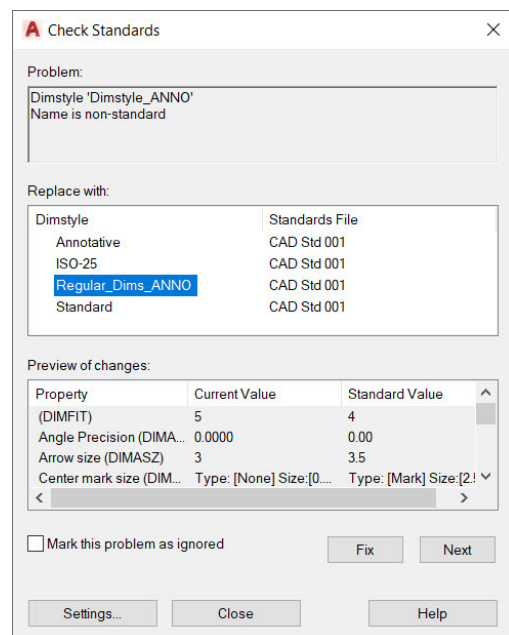 Check Standards
Problem:
Dimstyle 'Dimstyle_ANNO'
Name is non-standard
Replace with:
Dimstyle Standards File
Annotative CAD Std 001
ISO-25 CAD Std 001
Regular_Dims_ANNO CAD Std 001
Standard CAD Std 001
Preview of changes:
Property Current Value Standard Value
(DIMFIT) 5 4
Angle Precision (DIMA... 0.0000 0.00
Arrow size (DIMASZ) 3 3.5
Center mark size (DIM... Type: [None] Size:[0.... Type: [Mark] Size:[2.5
Mark this problem as ignored
Fix Next
Settings... Close Help